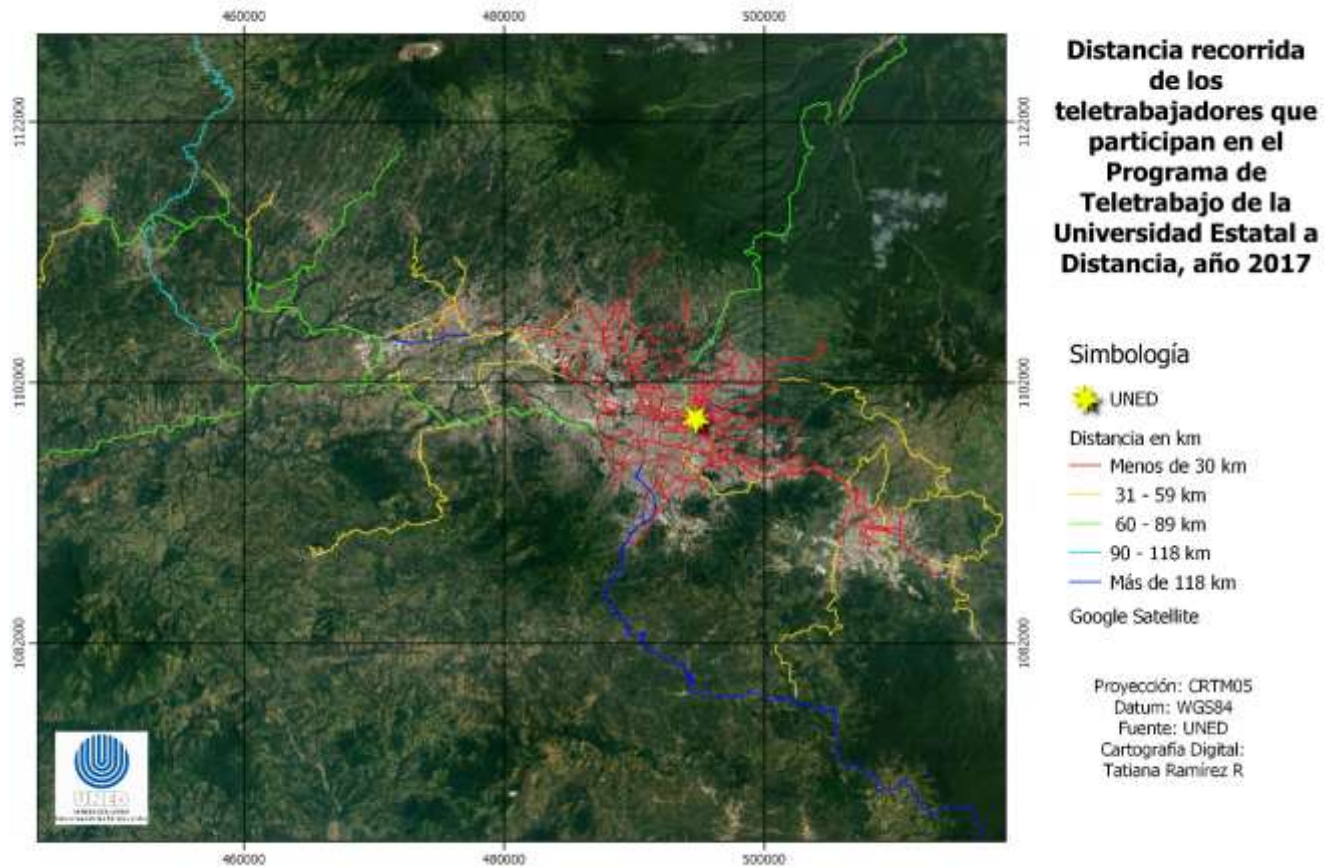 460000
480000
500000
1122000
1122000
1102000
1102000
1082000
1082000
460000
480000
500000
Distancia recorrida
de los
teletrabajadores que
participan en el
Programa de
Teletrabajo de la
Universidad Estatal a
Distancia, año 2017
Simbología
UNED
Distancia en km
Menos de 30 km
31 - 59 km
60 - 89 km
90 - 118 km
Más de 118 km
Google Satellite
Proyección: CRTM05
Datum: WGS84
Fuente: UNED
Cartografía Digital:
Tatiana Ramírez R
UNED